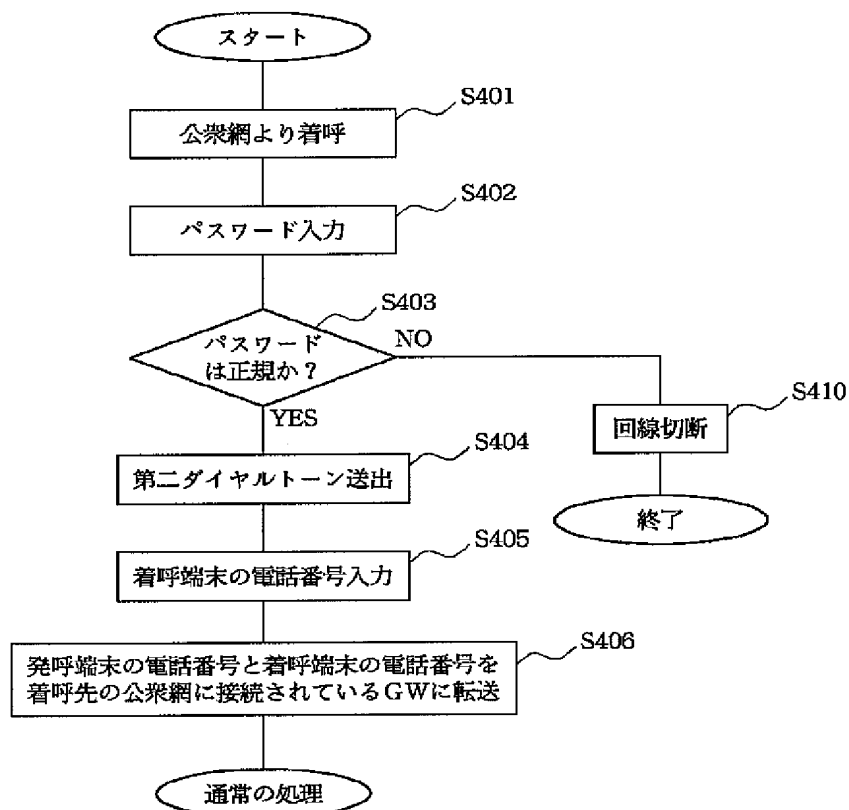 スタート
S401
公衆網より着呼
S402
パスワード入力
S403
パスワード
は正規か？
NO
YES
S410
回線切断
S404
第二ダイヤルトーン送出
終了
S405
着呼端末の電話番号入力
S406
発呼端末の電話番号と着呼端末の電話番号を
着呼先の公衆網に接続されているGWに転送
通常の処理